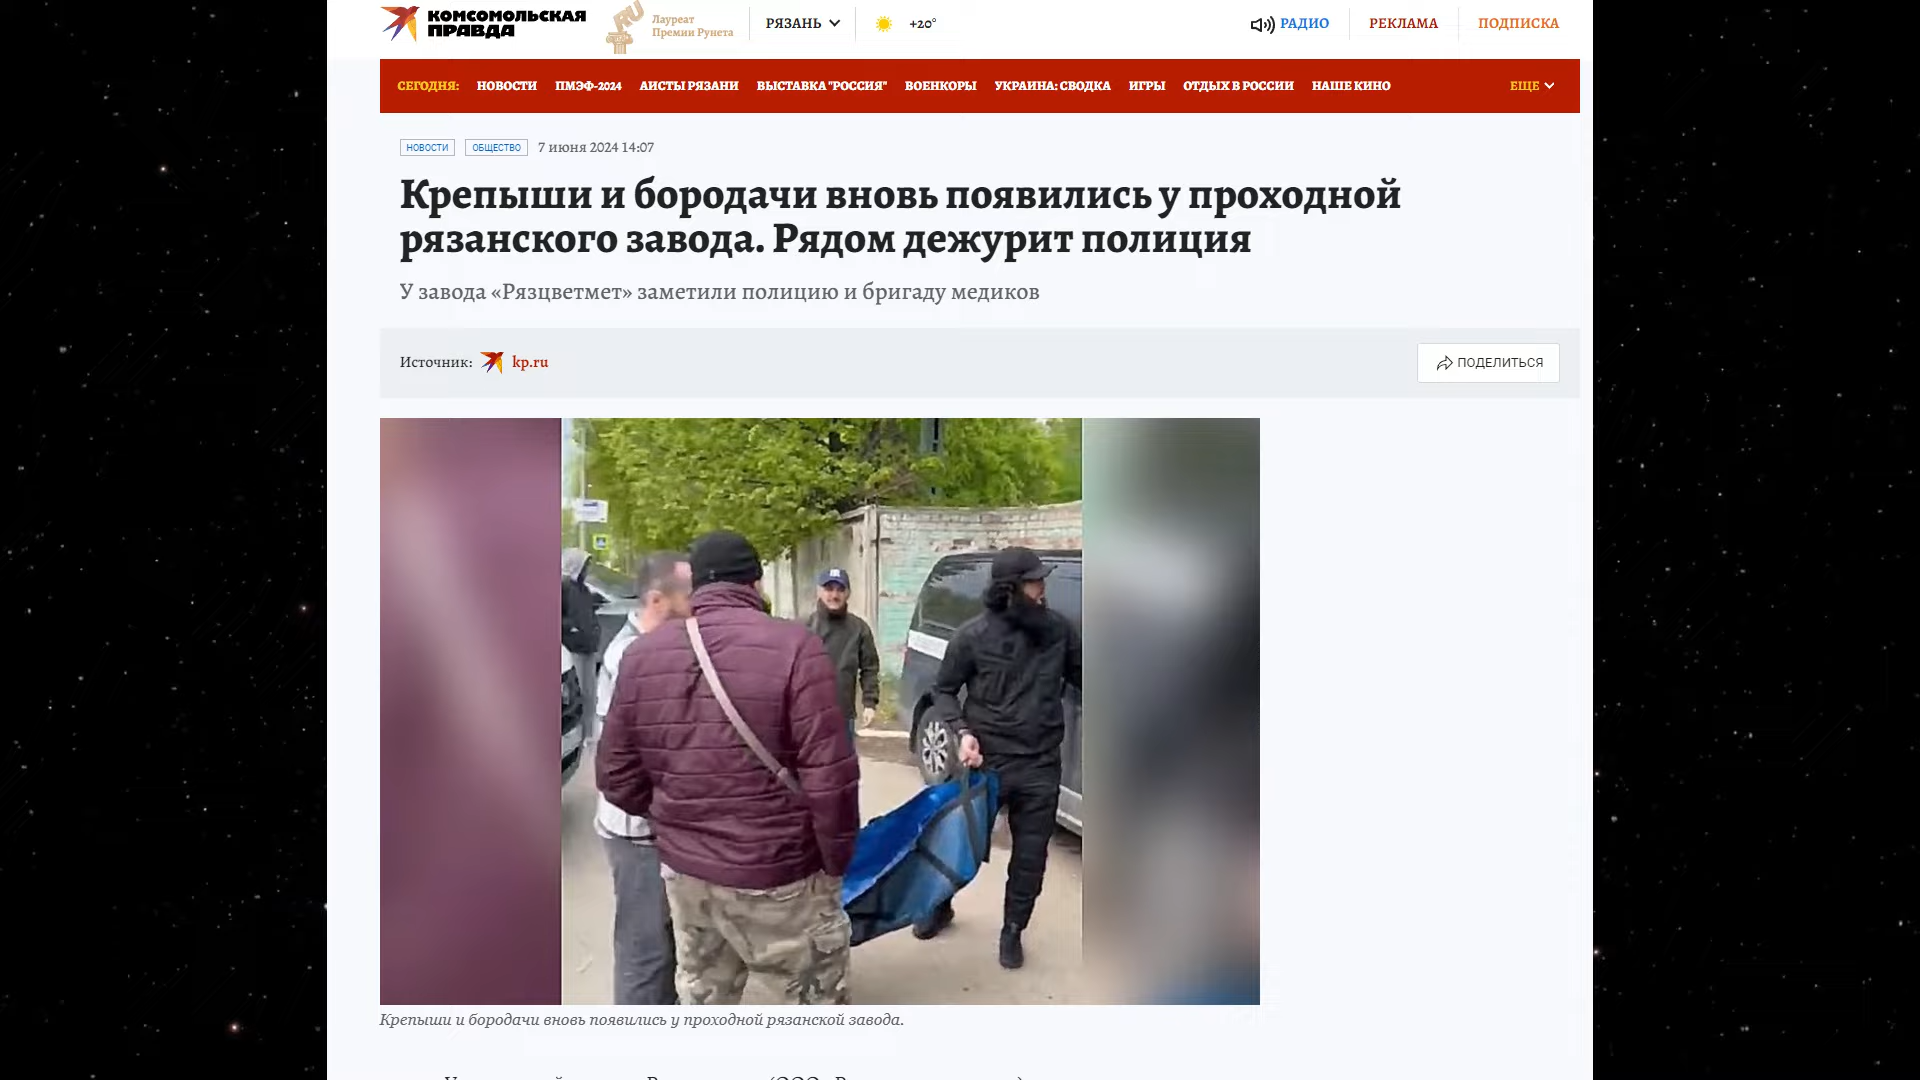 КОМСОМОЛЬСКАЯ
ПРАВДА
RU
Лауреат
Премии Рунета
РЯЗАНЬ
+20°
РАДИО
РЕКЛАМА
ПОДПИСКА
СЕГОДНЯ: НОВОСТИ ПМЭФ-2024 АИСТЫ РЯЗАНИ ВЫСТАВКА "РОССИЯ" ВОЕНКОРЫ УКРАИНА: СВОДКА ИГРЫ ОТДЫХ В РОССИИ НАШЕ КИНО ЕЩЕ
НОВОСТИ ОБЩЕСТВО 7 июня 2024 14:07
Крепыши и бородачи вновь появились у проходной
рязанского завода. Рядом дежурит полиция
У завода «Рязцветмет» заметили полицию и бригаду медиков
Источник: kp.ru
ПОДЕЛИТЬСЯ
Крепыши и бородачи вновь появились у проходной рязанской завода.